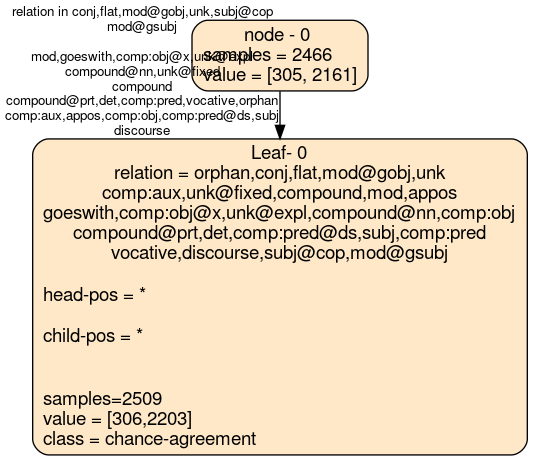 relation in conj,flat,mod@gobj,unk,subj@cop
mod@gsubj
mod,goeswith,comp:obj@x,unk@expl
compound@nn,unk@fixed
compound
compound@prt,det,comp:pred,vocative,orphan
comp:aux,appos,comp:obj,comp:pred@ds,subj
discourse
node - 0
samples = 2466
value = [305, 2161]
Leaf- 0
relation = orphan,conj,flat,mod@gobj,unk
comp:aux,unk@fixed,compound,mod,appos
goeswith,comp:obj@x,unk@expl,compound@nn,comp:obj
compound@prt,det,comp:pred@ds,subj,comp:pred
vocative,discourse,subj@cop,mod@gsubj
head-pos = *
child-pos = *
samples=2509
value = [306,2203]
class = chance-agreement